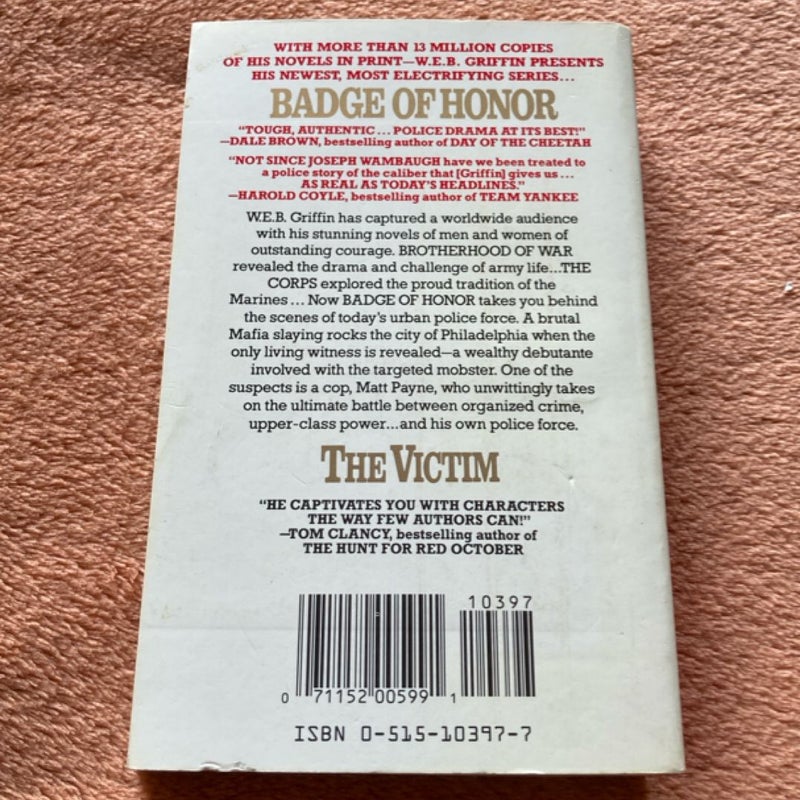 WITH MORE THAN 13 MILLION COPIES
OF HIS NOVELS IN PRINT—W.E.B. GRIFFIN PRESENTS
HIS NEWEST, MOST ELECTRIFYING SERIES...
BADGE OF HONOR
"TOUGH, AUTHENTIC... POLICE DRAMA AT ITS BEST!"
—DALE BROWN, bestselling author of DAY OF THE CHEETAH
"NOT SINCE JOSEPH WAMBAUGH have we been treated to
a police story of the caliber that [Griffin] gives us...
AS REAL AS TODAY'S HEADLINES."
—HAROLD COYLE, bestselling author of TEAM YANKEE
W.E.B. Griffin has captured a worldwide audience
with his stunning novels of men and women of
outstanding courage. BROTHERHOOD OF WAR
revealed the drama and challenge of army life...THE
CORPS explored the proud tradition of the
Marines... Now BADGE OF HONOR takes you behind
the scenes of today's urban police force. A brutal
Mafia slaying rocks the city of Philadelphia when the
only living witness is revealed—a wealthy debutante
involved with the targeted mobster. One of the
suspects is a cop, Matt Payne, who unwittingly takes
on the ultimate battle between organized crime,
upper-class power...and his own police force.
THE VICTIM
"HE CAPTIVATES YOU WITH CHARACTERS
THE WAY FEW AUTHORS CAN!"
—TOM CLANCY, bestselling author of
THE HUNT FOR RED OCTOBER
10397
0 71152 00599 1
ISBN 0-515-10397-7